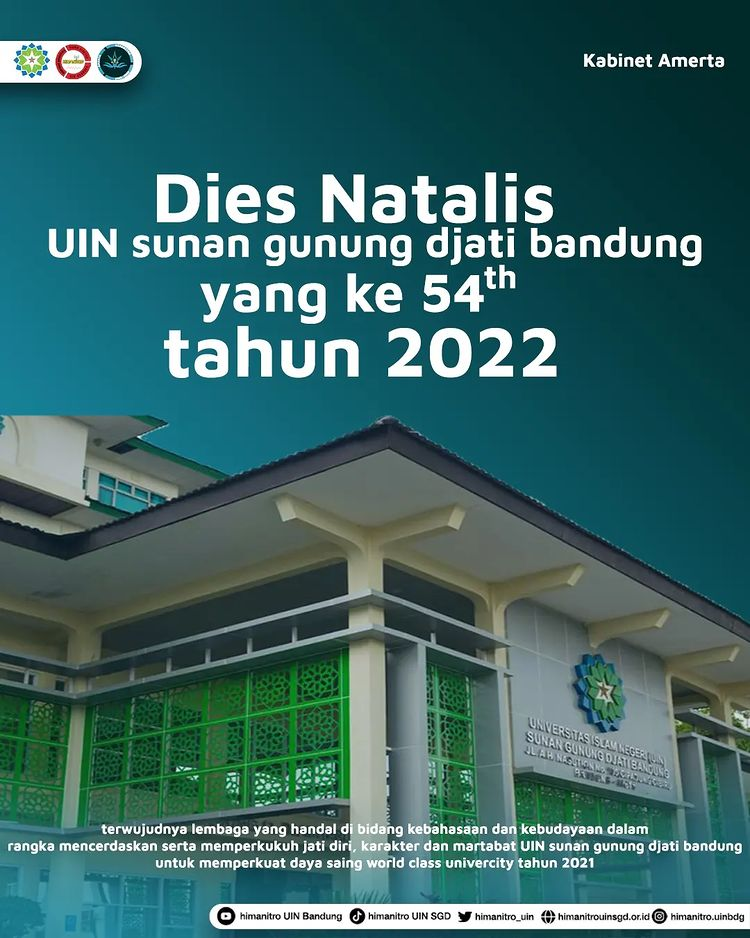 Kabinet Amerta
Dies Natalis
UIN sunan gunung djati bandung
yang ke 54th
tahun 2022
UNIVERSITAS ISLAM NEGERI (UIN)
SUNAN GUNUNG DJATI BANDUNG
terwujudnya lembaga yang handal di bidang kebahasaan dan kebudayaan dalam
rangka mencerdaskan serta memperkukuh jati diri, karakter dan martabat UIN sunan gunung djati bandung
untuk memperkuat daya saing world class univercity tahun 2021
himanitro UIN Bandung himanitro UIN SGD himanitro_uin himanitrouinsgd.or.id himanitro.uinbdg